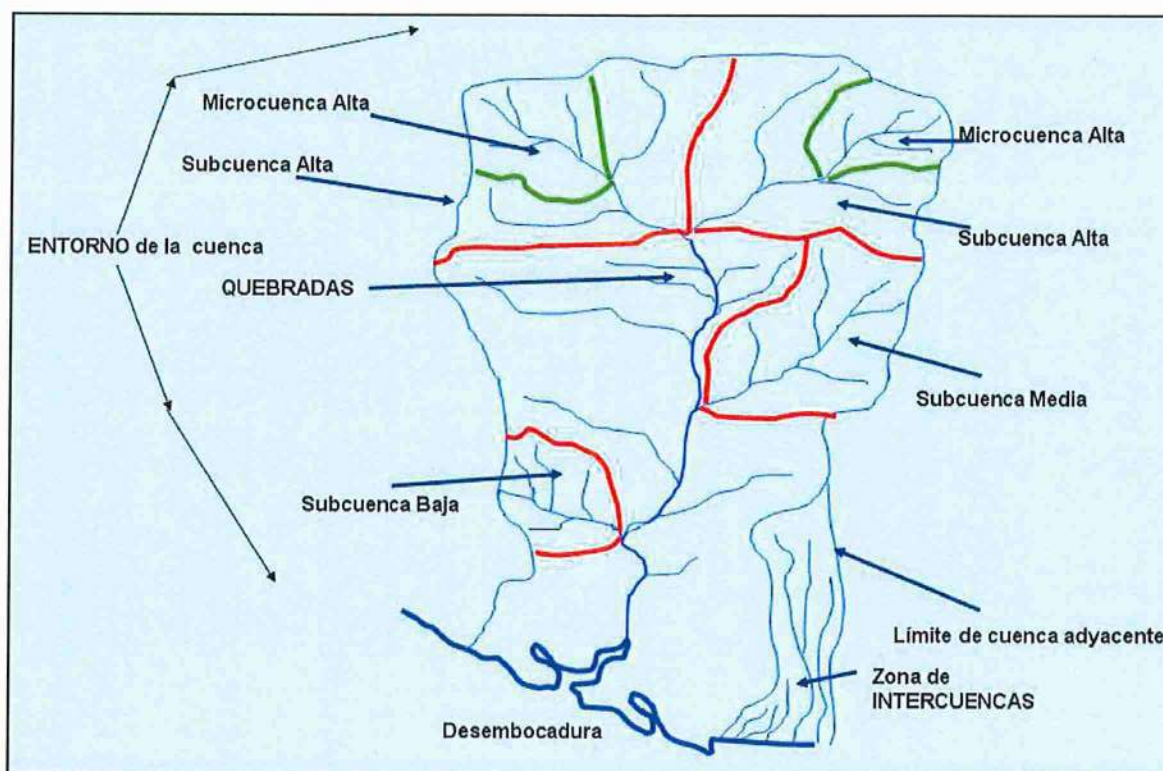 Microcuenca Alta
Microcuenca Alta
Subcuenca Alta
Subcuenca Alta
ENTORNO de la cuenca
QUEBRADAS
Subcuenca Media
Subcuenca Baja
Límite de cuenca adyacente
Zona de
INTERCUENCAS
Desembocadura